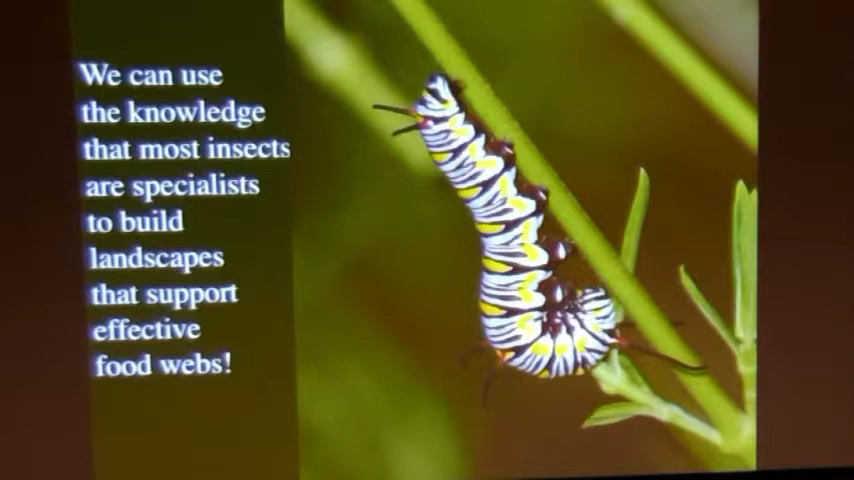 We can use
the knowledge
that most insects
are specialists
to build
landscapes
that support
effective
food webs!